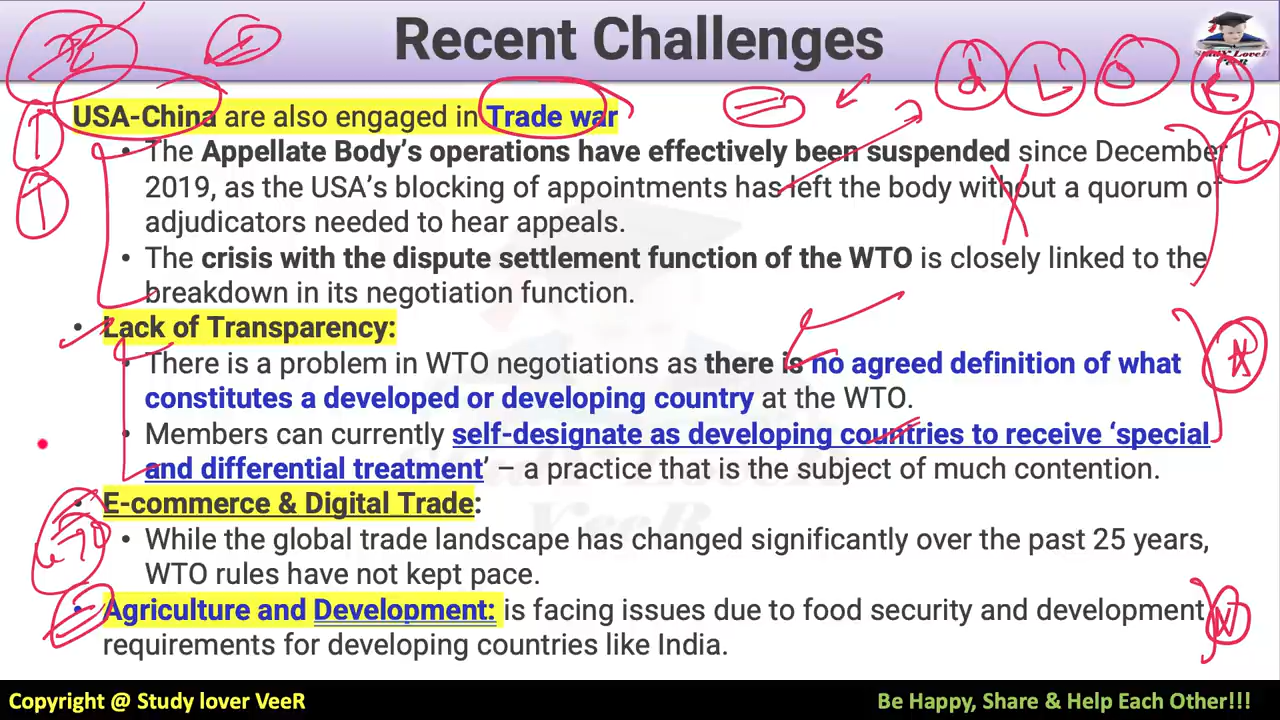 Recent Challenges
STUDY LoveR
VeeR
USA-China are also engaged in Trade war
• The Appellate Body's operations have effectively been suspended since December
2019, as the USA's blocking of appointments has left the body without a quorum of
adjudicators needed to hear appeals.
• The crisis with the dispute settlement function of the WTO is closely linked to the
breakdown in its negotiation function.
• Lack of Transparency:
• There is a problem in WTO negotiations as there is no agreed definition of what
constitutes a developed or developing country at the WTO.
• Members can currently self-designate as developing countries to receive ‘special
and differential treatment’ – a practice that is the subject of much contention.
• E-commerce & Digital Trade:
• While the global trade landscape has changed significantly over the past 25 years,
WTO rules have not kept pace.
• Agriculture and Development: is facing issues due to food security and development
requirements for developing countries like India.
Copyright @ Study lover VeeR
Be Happy, Share & Help Each Other!!!